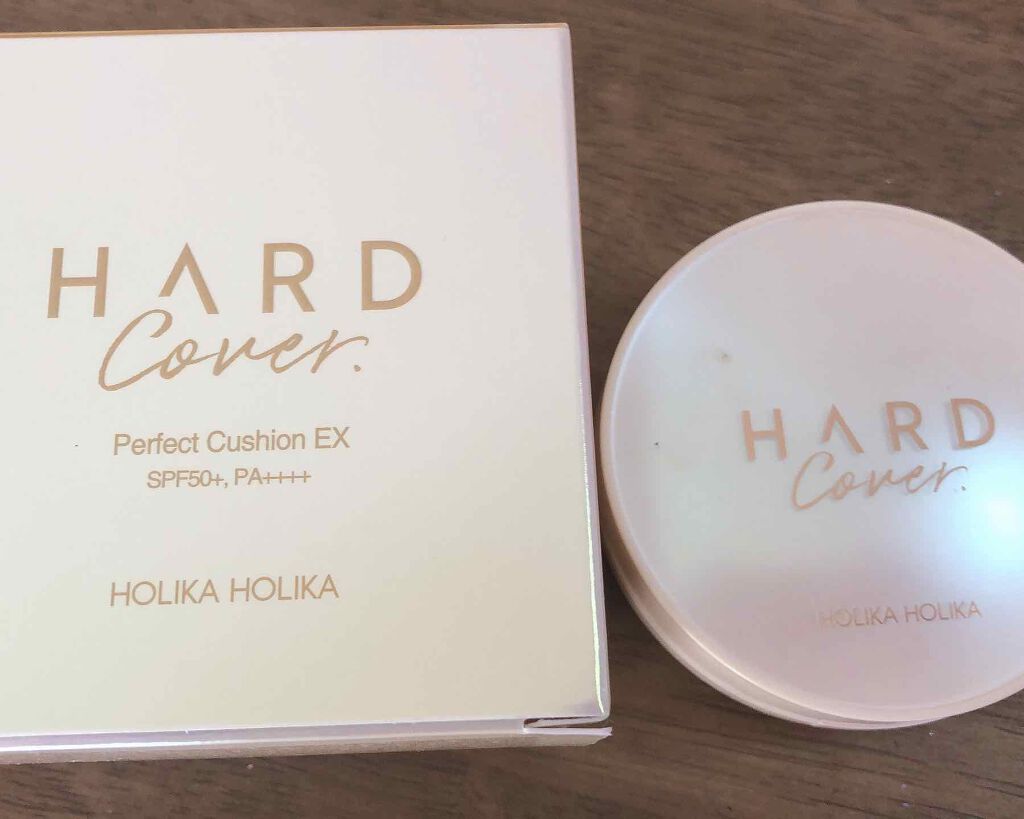 HARD
Cover.
Perfect Cushion EX
SPF50+, PA++++
HOLIKA HOLIKA
HARD
Cover.
HOLIKA HOLIKA